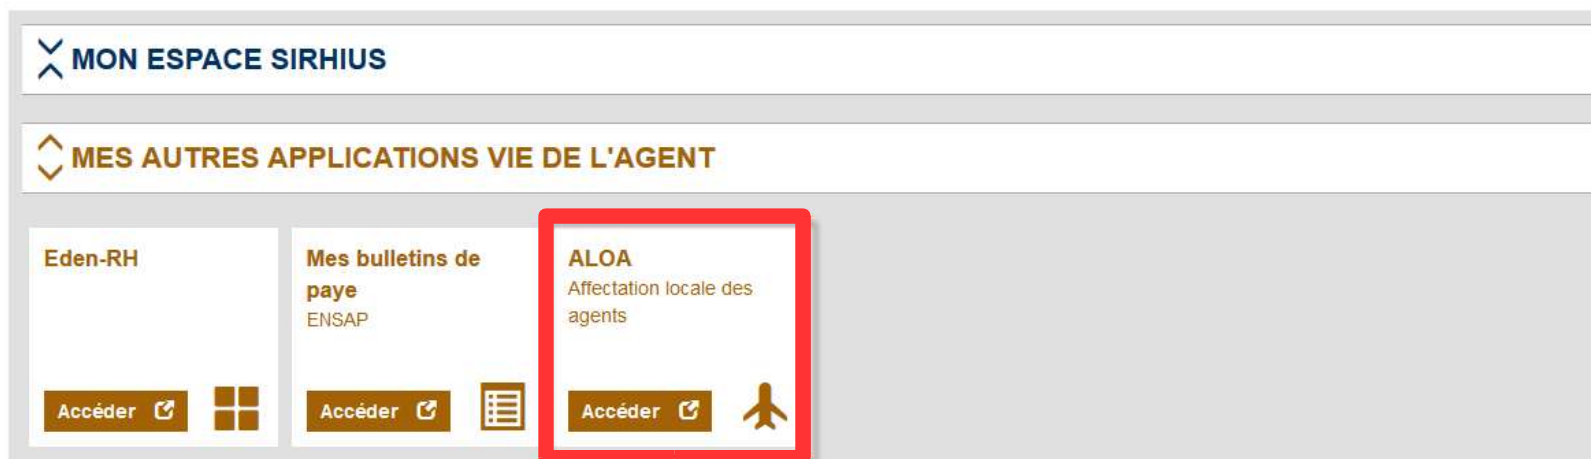 MON ESPACE SIRHIUS
MES AUTRES APPLICATIONS VIE DE L'AGENT
Eden-RH
Accéder
Mes bulletins de
paye
ENSAP
Accéder
ALOA
Affectation locale des
agents
Accéder